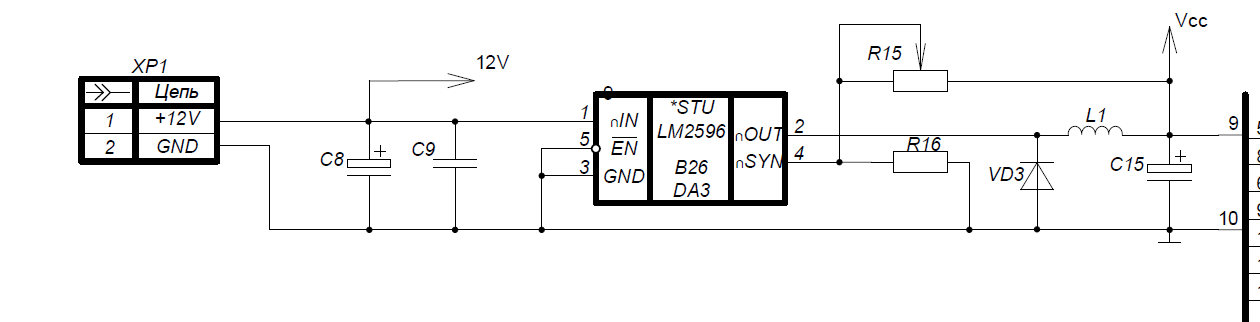 Vcc
R15
12V
XP1
Цепь
1 +12V
2 GND
C8 +
C9
1
5
3
∩IN
EN
GND
*STU
LM2596
B26
DA3
∩OUT
∩SYN
2
4
R16
VD3
L1
C15 +
9
10